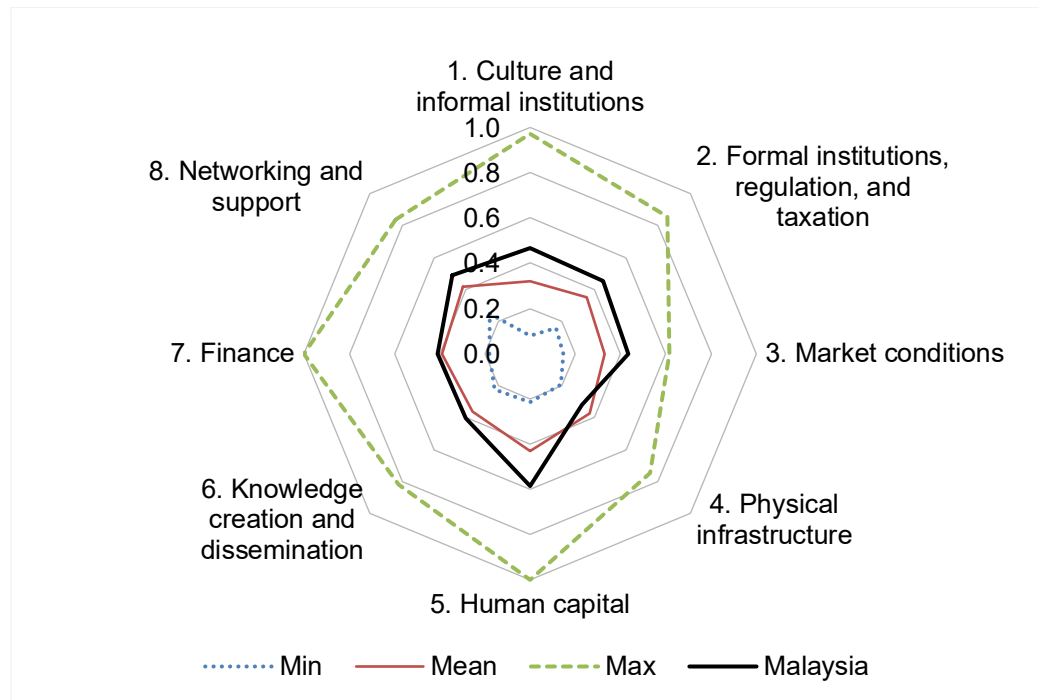 1. Culture and
informal institutions
2. Formal institutions,
regulation, and
taxation
3. Market conditions
4. Physical
infrastructure
5. Human capital
6. Knowledge
creation and
dissemination
7. Finance
8. Networking and
support
1.0
0.8
0.6
0.4
0.2
0.0
Min
Mean
Max
Malaysia